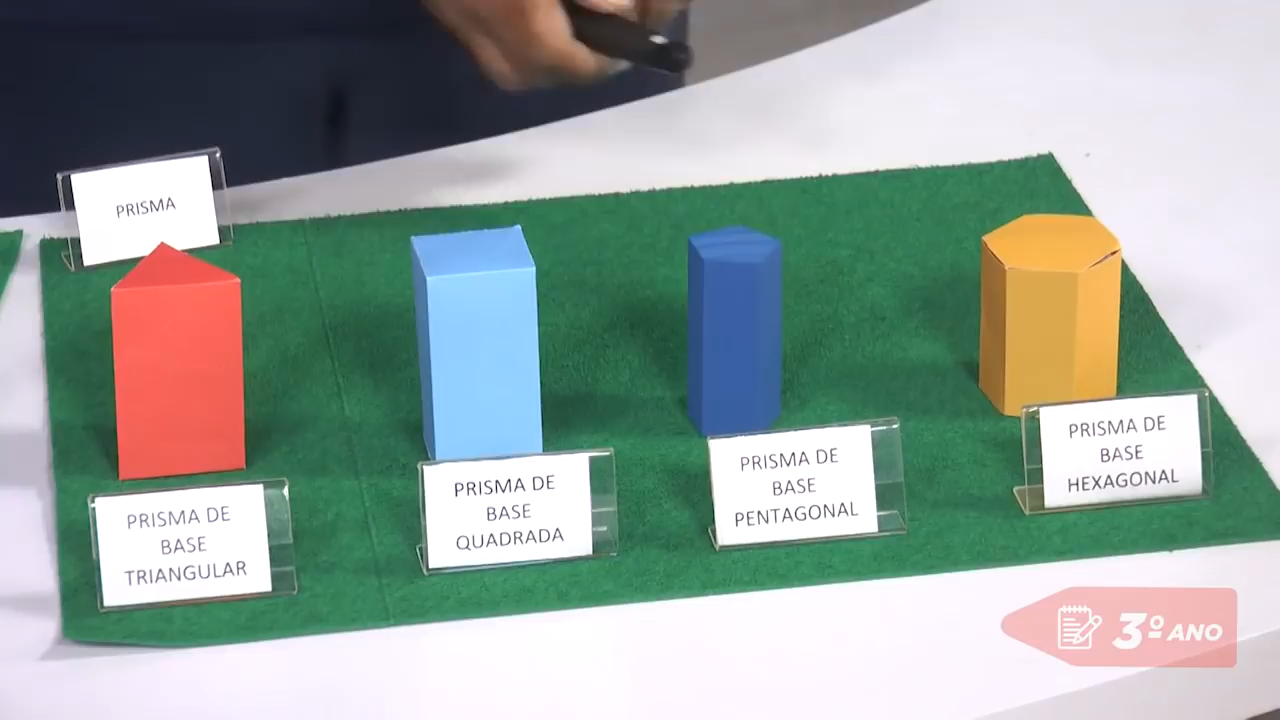 PRISMA
PRISMA DE
BASE
TRIANGULAR
PRISMA DE
BASE
QUADRADA
PRISMA DE
BASE
PENTAGONAL
PRISMA DE
BASE
HEXAGONAL
3º ANO